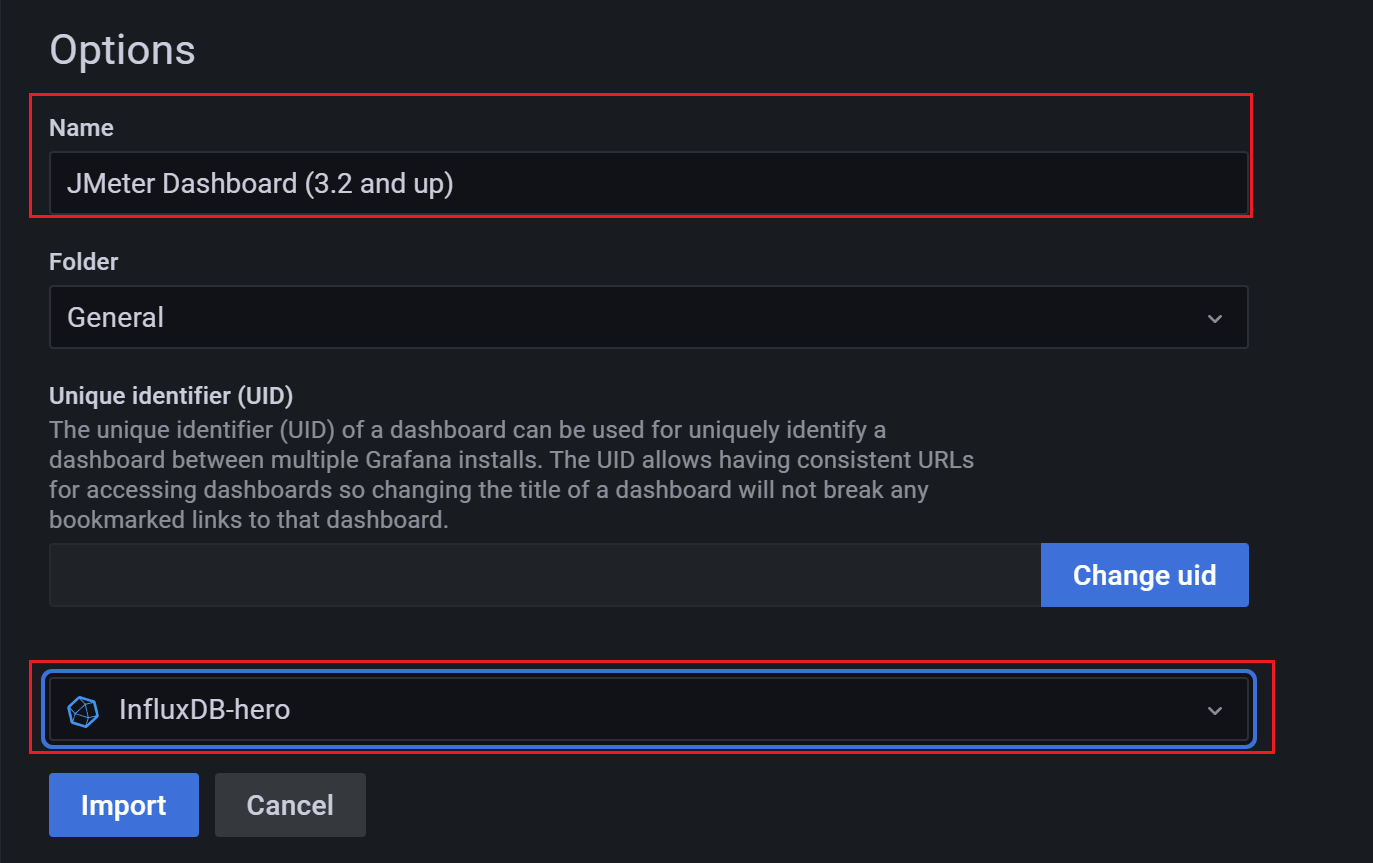 Options
Name
JMeter Dashboard (3.2 and up)
Folder
General
Unique identifier (UID)
The unique identifier (UID) of a dashboard can be used for uniquely identify a
dashboard between multiple Grafana installs. The UID allows having consistent URLs
for accessing dashboards so changing the title of a dashboard will not break any
bookmarked links to that dashboard.
Change uid
InfluxDB-hero
Import Cancel